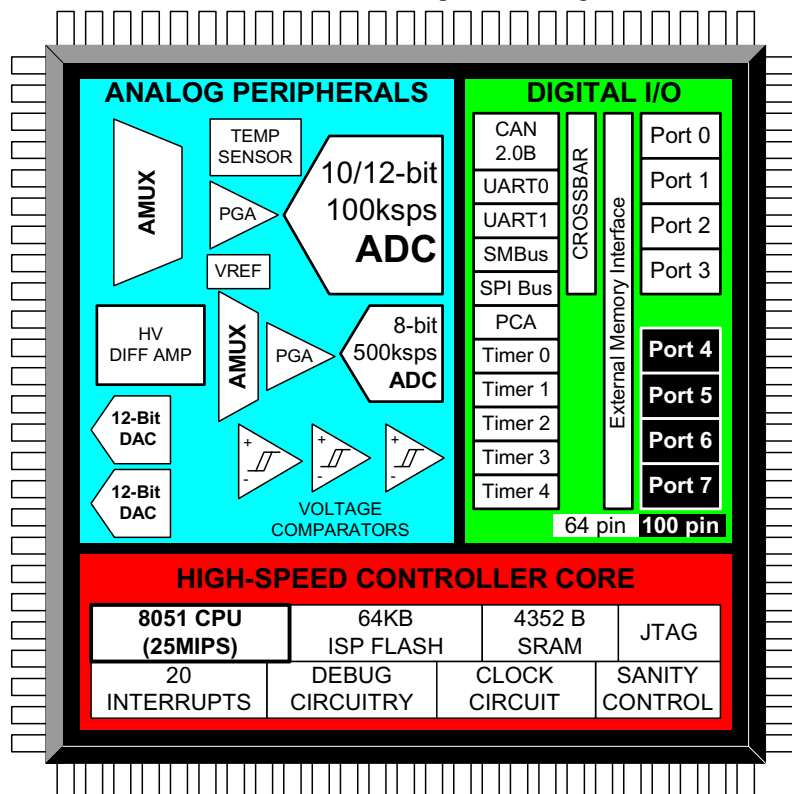 ANALOG PERIPHERALS
AMUX
TEMP
SENSOR
PGA
10/12-bit
100ksps
ADC
VREF
HV
DIFF AMP
AMUX
PGA
8-bit
500ksps
ADC
12-Bit
DAC
12-Bit
DAC
+
-
+
-
+
-
VOLTAGE
COMPARATORS
DIGITAL I/O
CAN
2.0B
UART0
UART1
SMBus
SPI Bus
PCA
Timer 0
Timer 1
Timer 2
Timer 3
Timer 4
CROSSBAR
External Memory Interface
Port 0
Port 1
Port 2
Port 3
Port 4
Port 5
Port 6
Port 7
64 pin
100 pin
HIGH-SPEED CONTROLLER CORE
8051 CPU
(25MIPS)
64KB
ISP FLASH
4352 B
SRAM
JTAG
20
INTERRUPTS
DEBUG
CIRCUITRY
CLOCK
CIRCUIT
SANITY
CONTROL